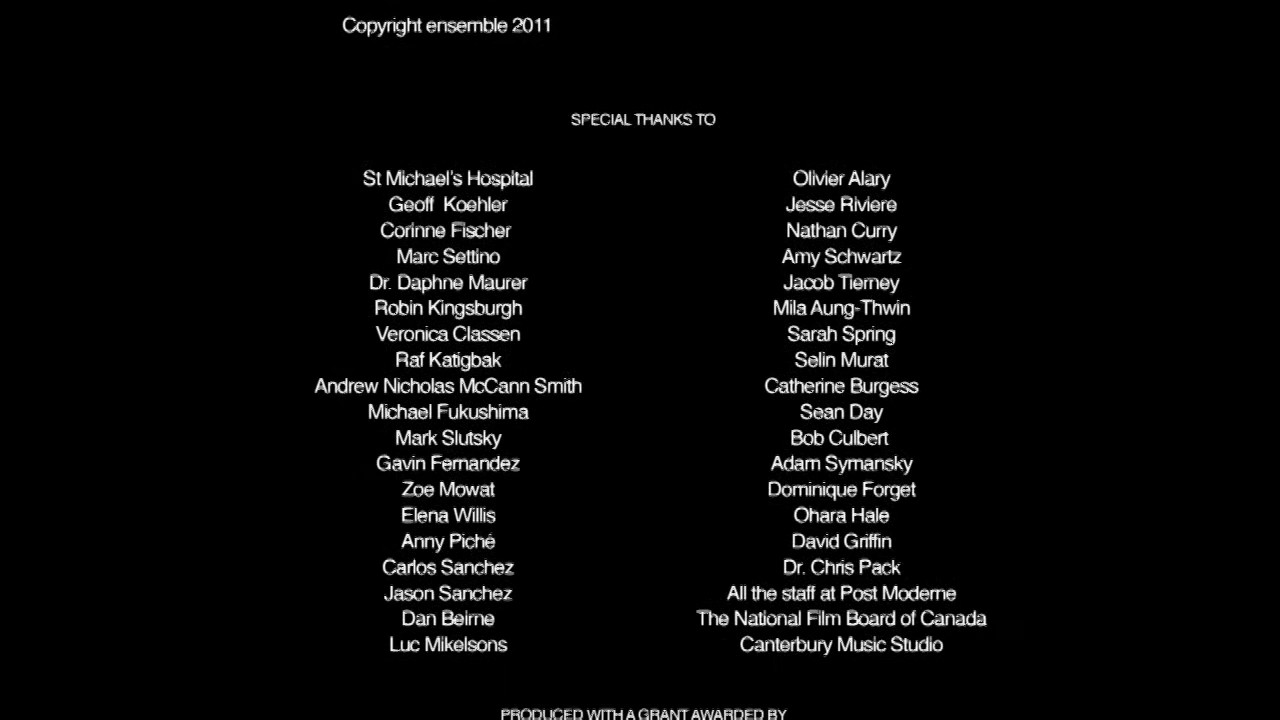 Copyright ensemble 2011
SPECIAL THANKS TO
St Michael's Hospital
Geoff Koehler
Corinne Fischer
Marc Settino
Dr. Daphne Maurer
Robin Kingsburgh
Veronica Classen
Raf Katigbak
Andrew Nicholas McCann Smith
Michael Fukushima
Mark Slutsky
Gavin Fernandez
Zoe Mowat
Elena Willis
Anny Piché
Carlos Sanchez
Jason Sanchez
Dan Beirne
Luc Mikelsons
Olivier Alary
Jesse Riviere
Nathan Curry
Amy Schwartz
Jacob Tierney
Mila Aung-Thwin
Sarah Spring
Selin Murat
Catherine Burgess
Sean Day
Bob Culbert
Adam Symansky
Dominique Forget
Ohara Hale
David Griffin
Dr. Chris Pack
All the staff at Post Moderne
The National Film Board of Canada
Canterbury Music Studio
PRODUCED WITH A GRANT AWARDED BY